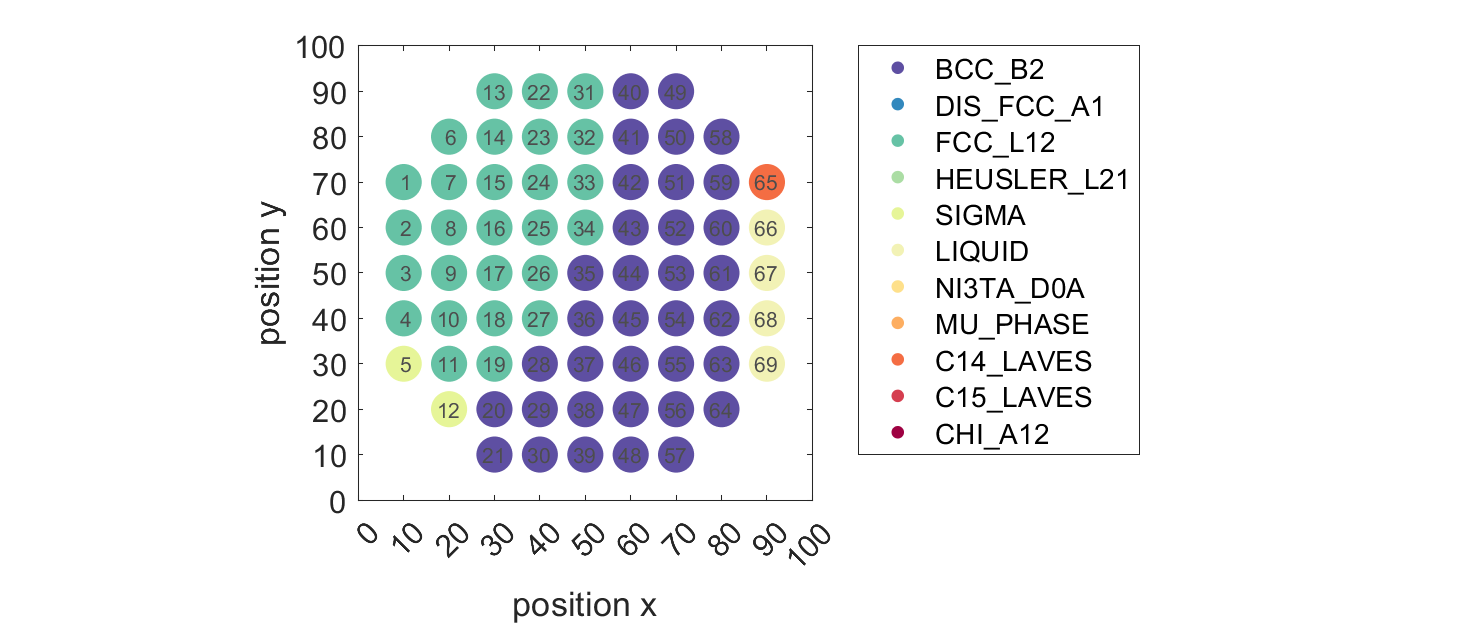 100
90
80
70
60
50
40
30
20
10
0
13 22 31 40 49
6 14 23 32 41 50 58
1 7 15 24 33 42 51 59 65
2 8 16 25 34 43 52 60 66
3 9 17 26 35 44 53 61 67
4 10 18 27 36 45 54 62 68
5 11 19 28 37 46 55 63 69
12 20 29 38 47 56 64
21 30 39 48 57
0 10 20 30 40 50 60 70 80 90 100
position x
position y
BCC_B2
DIS_FCC_A1
FCC_L12
HEUSLER_L21
SIGMA
LIQUID
NI3TA_D0A
MU_PHASE
C14_LAVES
C15_LAVES
CHI_A12